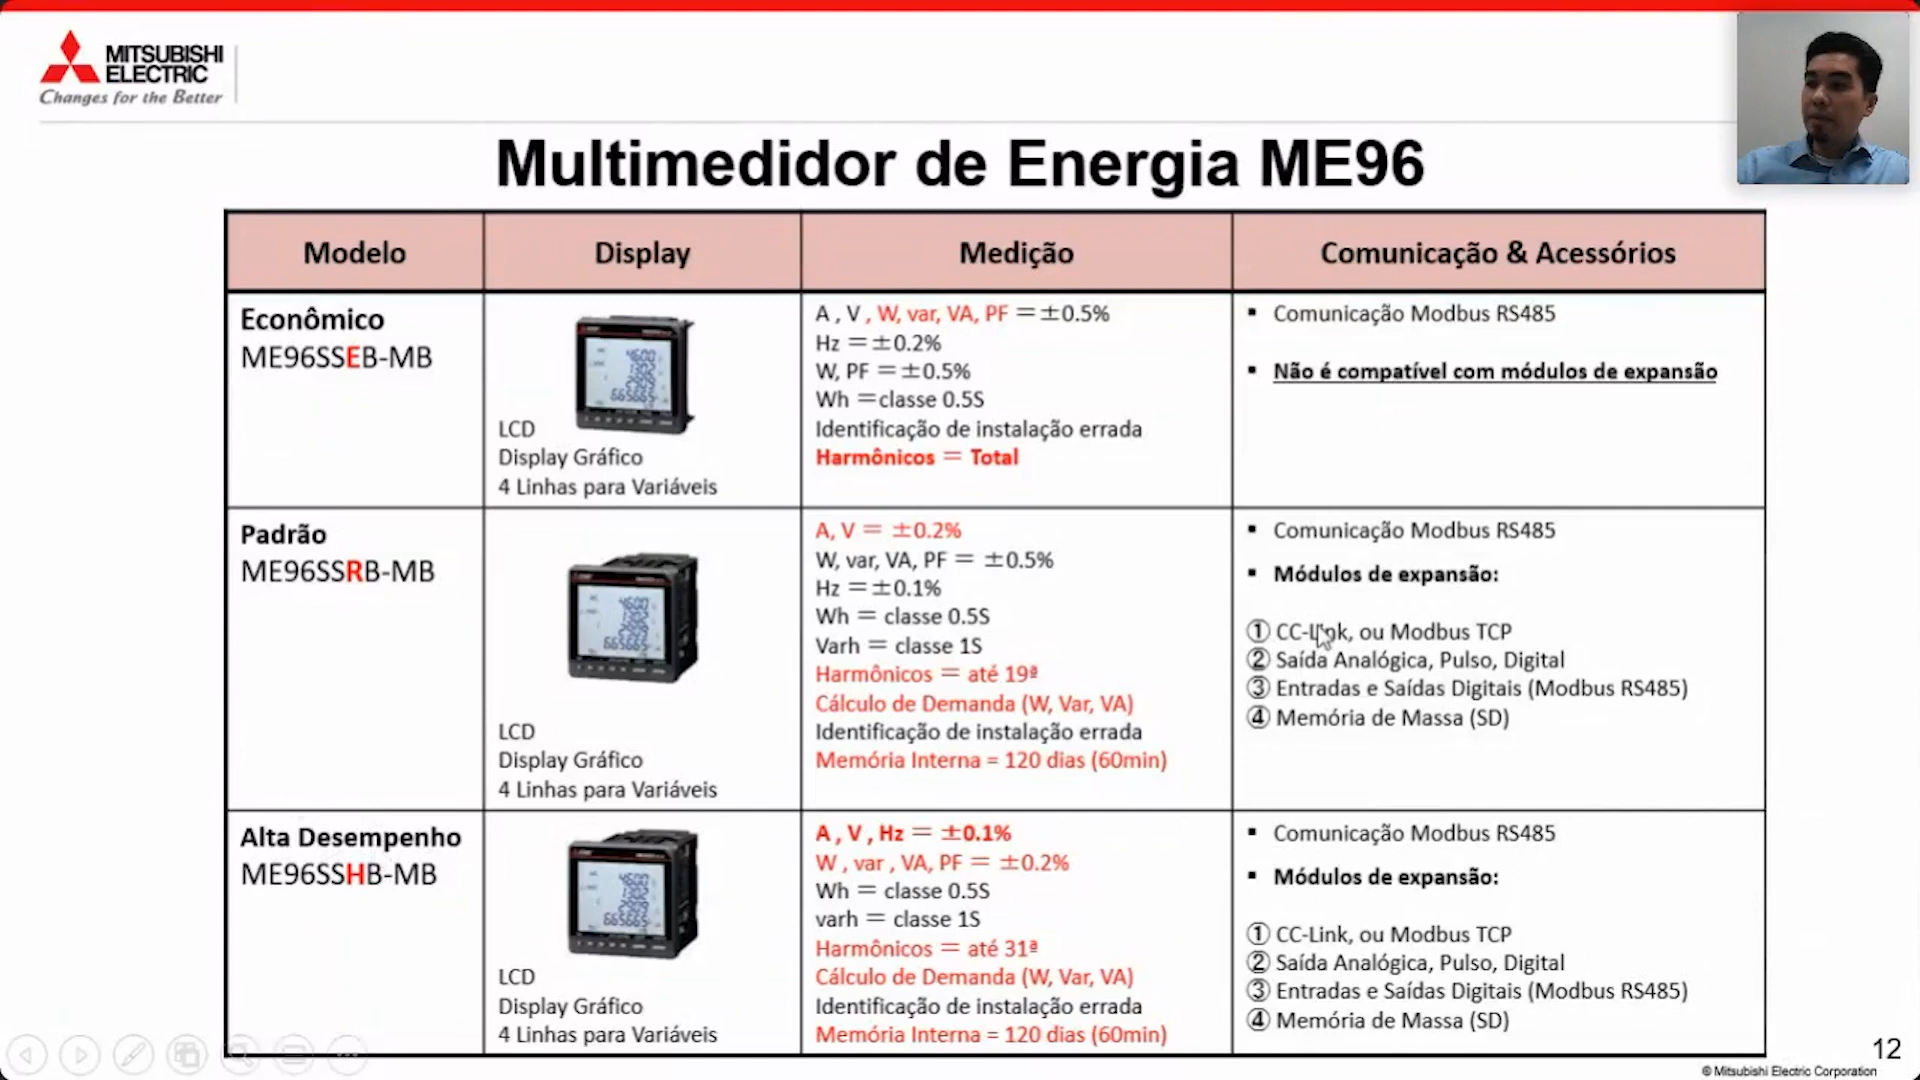 MITSUBISHI
ELECTRIC
Changes for the Better
Multimedidor de Energia ME96
Modelo
Display
Medição
Comunicação & Acessórios
Econômico
ME96SSEB-MB
LCD
Display Gráfico
4 Linhas para Variáveis
A , V , W, var, VA, PF = ±0.5%
Hz = ±0.2%
W, PF = ±0.5%
Wh =classe 0.5S
Identificação de instalação errada
Harmônicos = Total
▪ Comunicação Modbus RS485
▪ Não é compatível com módulos de expansão
Padrão
ME96SSRB-MB
LCD
Display Gráfico
4 Linhas para Variáveis
A, V = ±0.2%
W, var, VA, PF = ±0.5%
Hz = ±0.1%
Wh = classe 0.5S
Varh = classe 1S
Harmônicos = até 19ª
Cálculo de Demanda (W, Var, VA)
Identificação de instalação errada
Memória Interna = 120 dias (60min)
▪ Comunicação Modbus RS485
▪ Módulos de expansão:
① CC-Link, ou Modbus TCP
② Saída Analógica, Pulso, Digital
③ Entradas e Saídas Digitais (Modbus RS485)
④ Memória de Massa (SD)
Alta Desempenho
ME96SSHB-MB
LCD
Display Gráfico
4 Linhas para Variáveis
A , V , Hz = ±0.1%
W , var , VA, PF = ±0.2%
Wh = classe 0.5S
varh = classe 1S
Harmônicos = até 31ª
Cálculo de Demanda (W, Var, VA)
Identificação de instalação errada
Memória Interna = 120 dias (60min)
▪ Comunicação Modbus RS485
▪ Módulos de expansão:
① CC-Link, ou Modbus TCP
② Saída Analógica, Pulso, Digital
③ Entradas e Saídas Digitais (Modbus RS485)
④ Memória de Massa (SD)
12
© Mitsubishi Electric Corporation